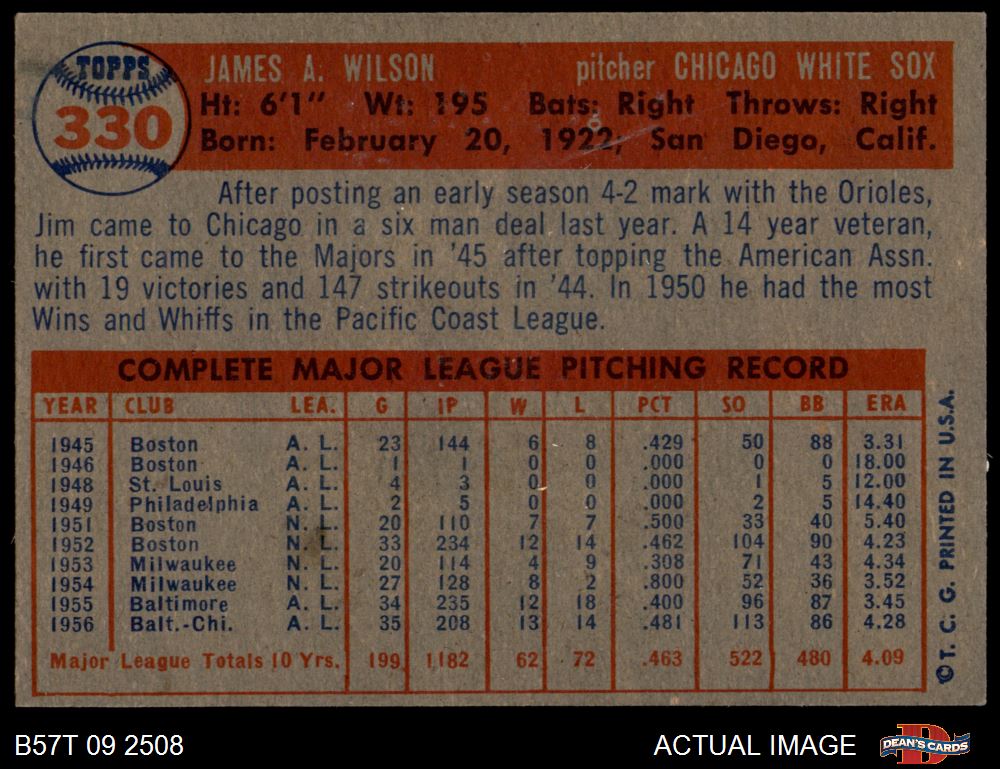 TOPPS
330
JAMES A. WILSON pitcher CHICAGO WHITE SOX
Ht: 6'1" Wt: 195 Bats: Right Throws: Right
Born: February 20, 1922; San Diego, Calif.
After posting an early season 4-2 mark with the Orioles,
Jim came to Chicago in a six man deal last year. A 14 year veteran,
he first came to the Majors in '45 after topping the American Assn.
with 19 victories and 147 strikeouts in '44. In 1950 he had the most
Wins and Whiffs in the Pacific Coast League.
COMPLETE MAJOR LEAGUE PITCHING RECORD
YEAR CLUB LEA. G IP W L PCT SO BB ERA
1945 Boston A. L. 23 144 6 8 .429 50 88 3.31
1946 Boston A. L. 1 1 0 0 .000 0 0 18.00
1948 St. Louis A. L. 4 3 0 0 .000 1 5 12.00
1949 Philadelphia A. L. 2 5 0 0 .000 2 5 14.40
1951 Boston N. L. 20 110 7 7 .500 33 40 5.40
1952 Boston N. L. 33 234 12 14 .462 104 90 4.23
1953 Milwaukee N. L. 20 114 4 9 .308 71 43 4.34
1954 Milwaukee N. L. 27 128 8 2 .800 52 36 3.52
1955 Baltimore A. L. 34 235 12 18 .400 96 87 3.45
1956 Balt.-Chi. A. L. 35 208 13 14 .481 113 86 4.28
Major League Totals 10 Yrs. 199 1182 62 72 .463 522 480 4.09
© T. C. G. PRINTED IN U.S.A.
B57T 09 2508 ACTUAL IMAGE
DEAN'S CARDS